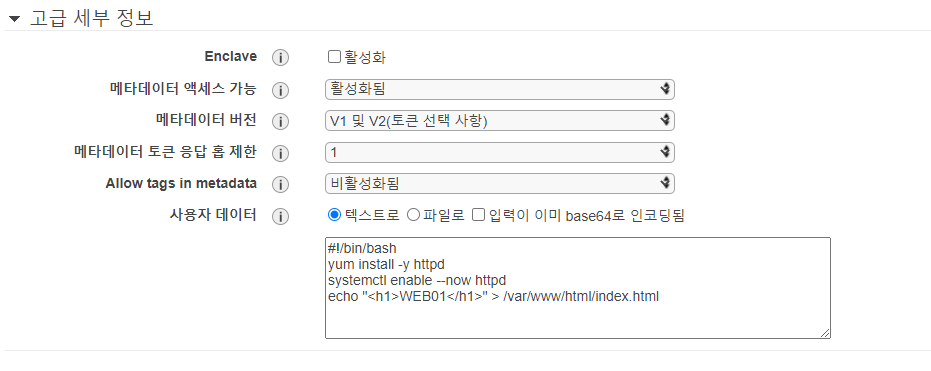 고급 세부 정보
Enclave 활성화
메타데이터 액세스 가능 활성화됨
메타데이터 버전 V1 및 V2(토큰 선택 사항)
메타데이터 토큰 응답 홉 제한 1
Allow tags in metadata 비활성화됨
사용자 데이터 텍스트로 파일로 입력이 이미 base64로 인코딩됨
#!/bin/bash
yum install -y httpd
systemctl enable --now httpd
echo "<h1>WEB01</h1>" > /var/www/html/index.html